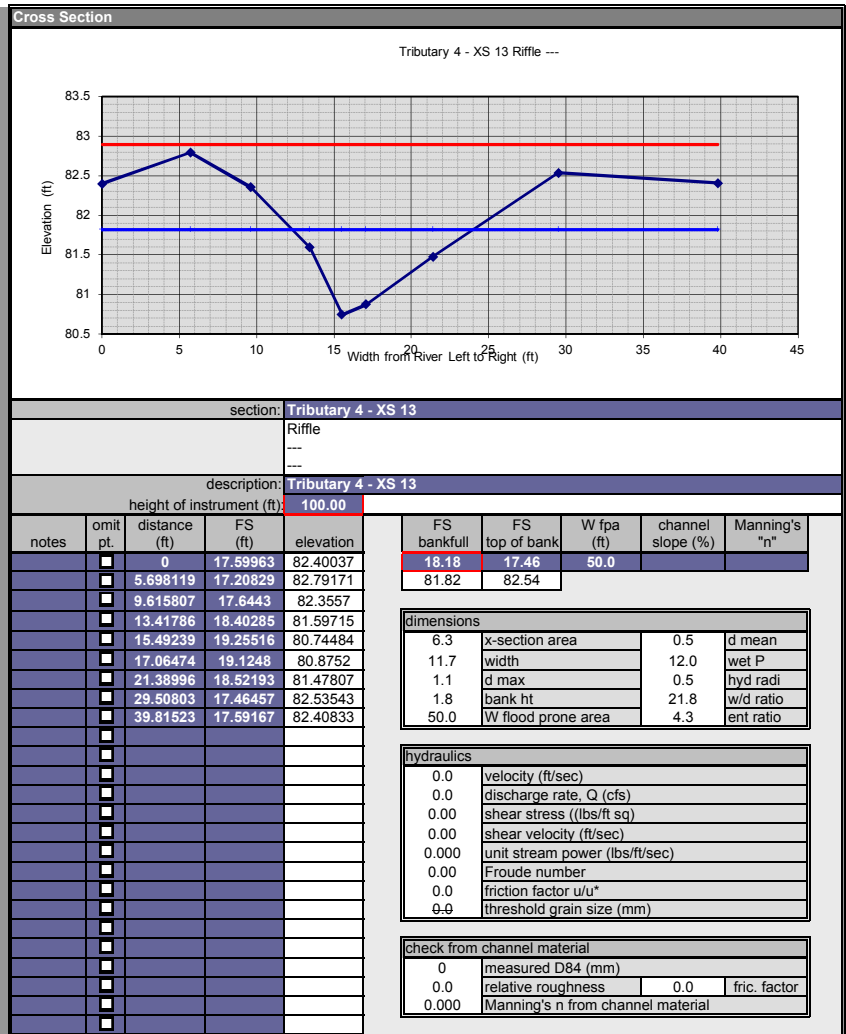 Cross Section
Tributary 4 - XS 13 Riffle ---
83.5
83
82.5
82
81.5
81
80.5
Elevation (ft)
0 5 10 15 20 25 30 35 40 45
Width from River Left to Right (ft)
section: Tributary 4 - XS 13
Riffle
---
---
description: Tributary 4 - XS 13
height of instrument (ft): 100.00
notes omit pt. distance (ft) FS (ft) elevation
0 17.59963 82.40037
5.698119 17.20829 82.79171
9.615807 17.6443 82.3557
13.41786 18.40285 81.59715
15.49239 19.25516 80.74484
17.06474 19.1248 80.8752
21.38996 18.52193 81.47807
29.50803 17.46457 82.53543
39.81523 17.59167 82.40833
FS bankfull FS top of bank W fpa (ft) channel slope (%) Manning's "n"
18.18 17.46 50.0
81.82 82.54
dimensions
6.3 x-section area 0.5 d mean
11.7 width 12.0 wet P
1.1 d max 0.5 hyd radi
1.8 bank ht 21.8 w/d ratio
50.0 W flood prone area 4.3 ent ratio
hydraulics
0.0 velocity (ft/sec)
0.0 discharge rate, Q (cfs)
0.00 shear stress ((lbs/ft sq)
0.00 shear velocity (ft/sec)
0.000 unit stream power (lbs/ft/sec)
0.00 Froude number
0.0 friction factor u/u*
0.0 threshold grain size (mm)
check from channel material
0 measured D84 (mm)
0.0 relative roughness 0.0 fric. factor
0.000 Manning's n from channel material